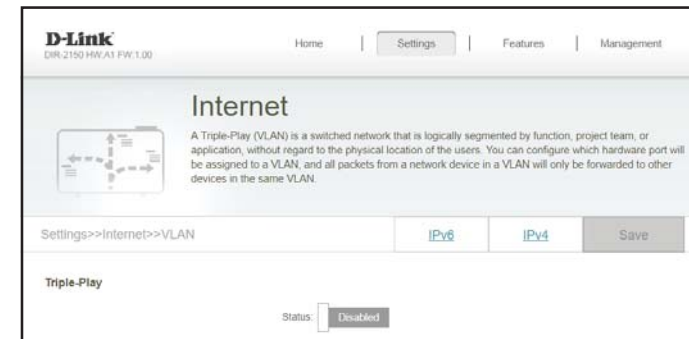 D-Link
DIR-2150 HW:A1 FW:1.00
Home | Settings | Features | Management
Internet
A Triple-Play (VLAN) is a switched network that is logically segmented by function, project team, or
application, without regard to the physical location of the users. You can configure which hardware port will
be assigned to a VLAN, and all packets from a network device in a VLAN will only be forwarded to other
devices in the same VLAN.
Settings>>Internet>>VLAN IPv6 IPv4 Save
Triple-Play
Status: Disabled